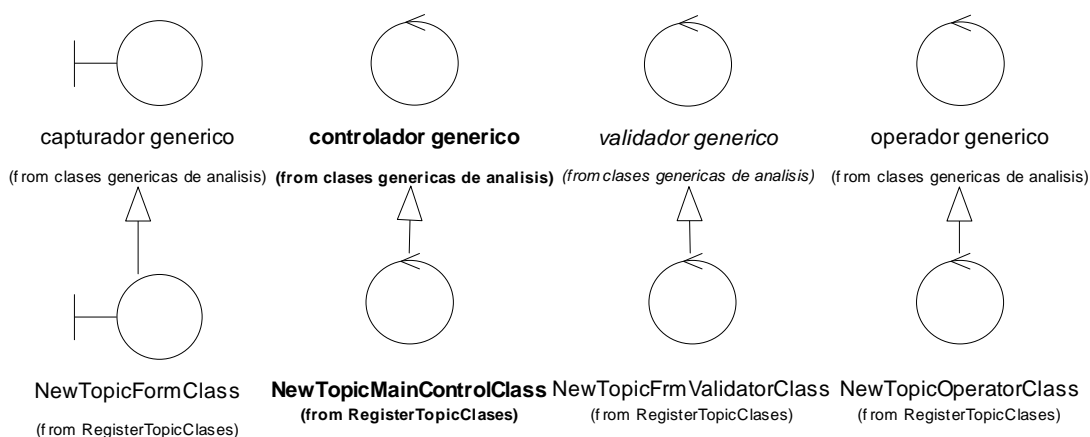 capturador generico controlador generico validador generico operador generico
(from clases genericas de analisis) (from clases genericas de analisis) (from clases genericas de analisis) (from clases genericas de analisis)
NewTopicFormClass NewTopicMainControlClass NewTopicFrmValidatorClass NewTopicOperatorClass
(from RegisterTopicClases) (from RegisterTopicClases) (from RegisterTopicClases) (from RegisterTopicClases)